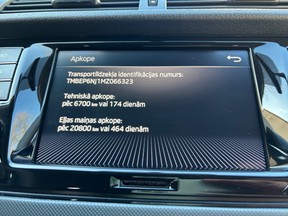 Apkope
Transportlīdzekļa identifikācijas numurs:
TMBEP6NJ1MZ066323
Tehniskā apkope:
pēc 6700 km vai 174 dienām
Eļļas maiņas apkope:
pēc 20800 km vai 464 dienām